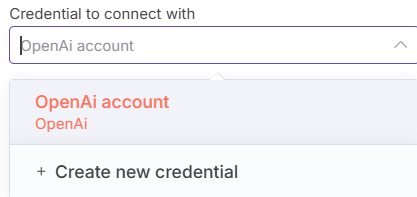 Credential to connect with
OpenAi account
OpenAi account
OpenAi
+ Create new credential